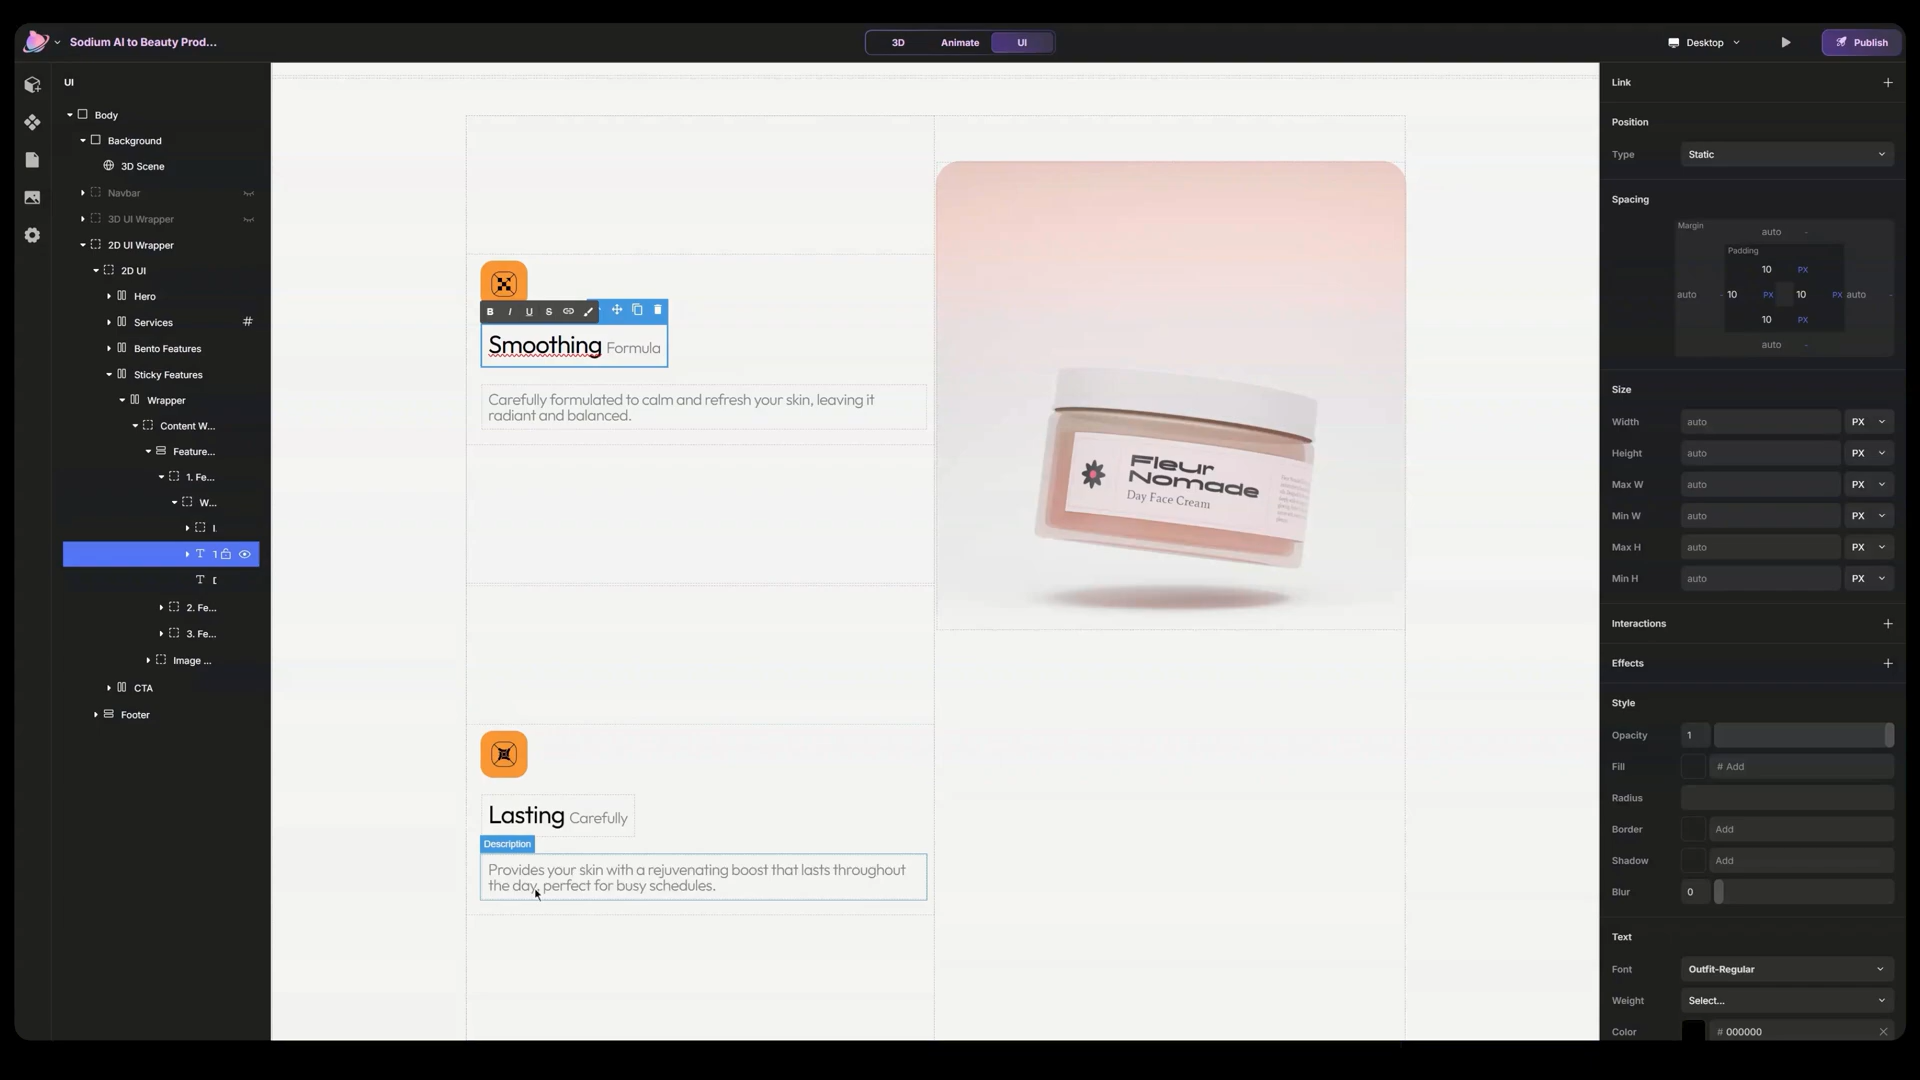 Sodium AI to Beauty Prod...
3D
Animate
UI
Desktop
Publish
UI
Body
Background
3D Scene
Navbar
3D UI Wrapper
2D UI Wrapper
2D UI
Hero
Services
#
Bento Features
Sticky Features
Wrapper
Content W...
Feature...
1. Fe...
W...
I.
T 1
T
2. Fe...
3. Fe...
Image ...
CTA
Footer
B I U S
Smoothing Formula
Carefully formulated to calm and refresh your skin, leaving it
radiant and balanced.
Lasting Carefully
Description
Provides your skin with a rejuvenating boost that lasts throughout
the day, perfect for busy schedules.
Fleur
Nomade
Day Face Cream
Link
Position
Type Static
Spacing
Margin
auto -
Padding
10 PX
auto - 10 PX 10 PX auto -
10 PX
auto -
Size
Width auto PX
Height auto PX
Max W auto PX
Min W auto PX
Max H auto PX
Min H auto PX
Interactions
Effects
Style
Opacity 1
Fill # Add
Radius
Border Add
Shadow Add
Blur 0
Text
Font Outfit-Regular
Weight Select...
Color # 000000